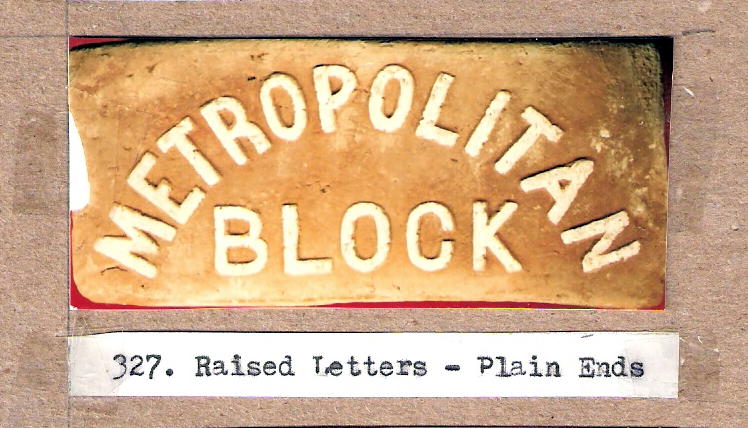 METROPOLITAN
BLOCK
327. Raised Letters - Plain Ends